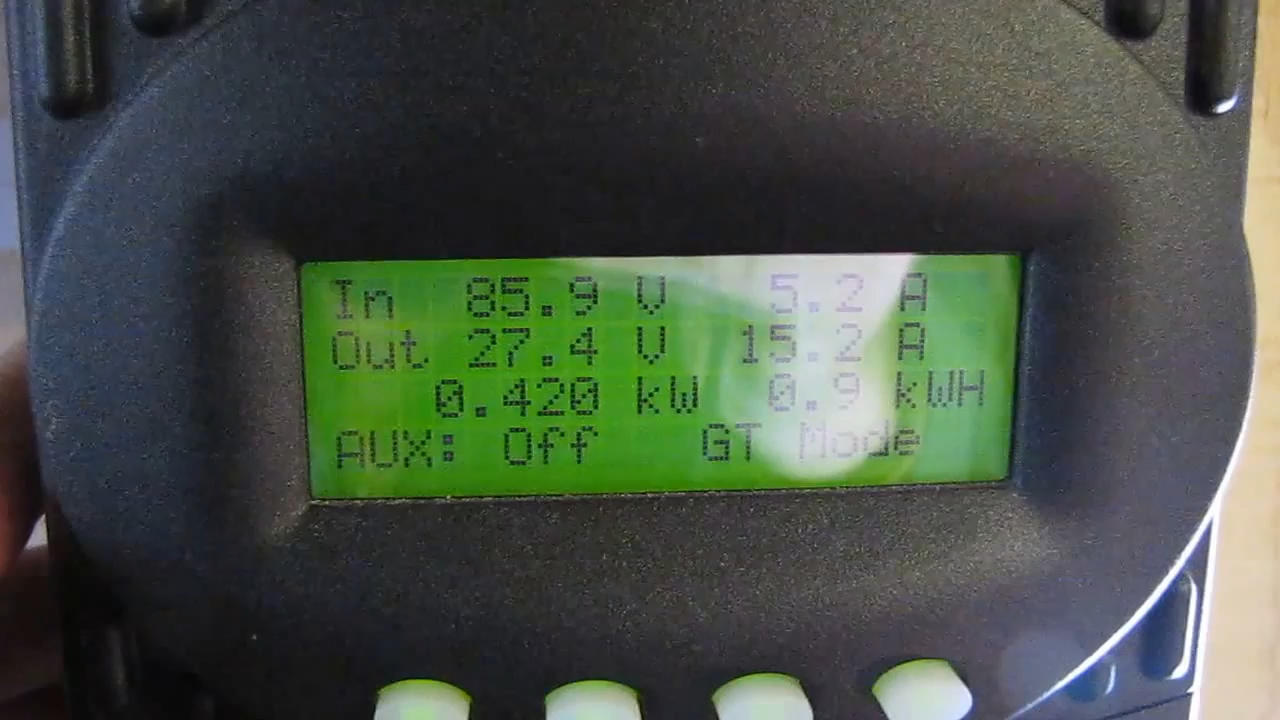 In 85.9 V 5.2 A
Out 27.4 V 15.2 A
0.420 kW 0.9 kWH
AUX: Off GT Mode